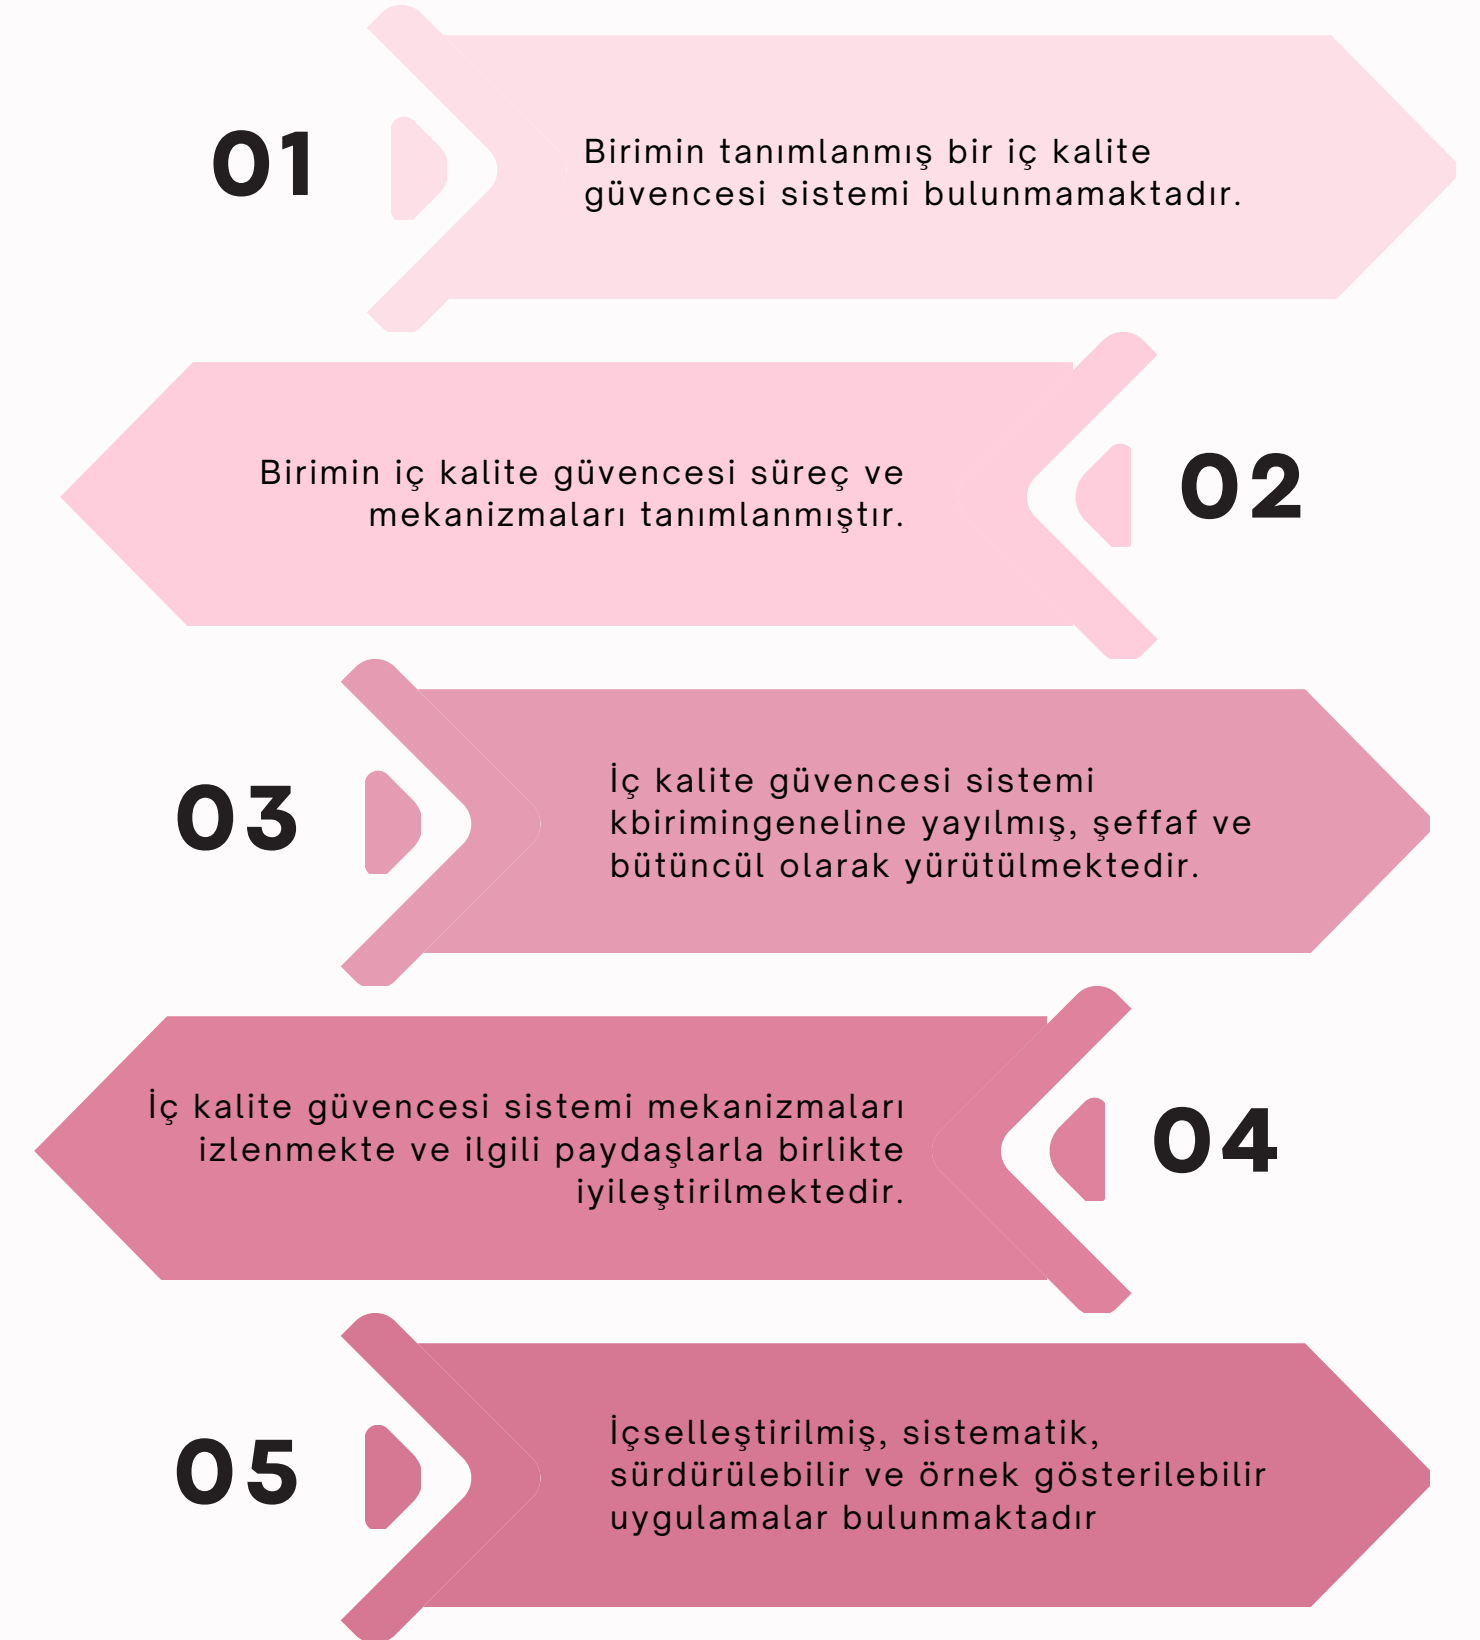 01
Birimin tanımlanmış bir iç kalite
güvencesi sistemi bulunmamaktadır.
Birimin iç kalite güvencesi süreç ve
mekanizmaları tanımlanmıştır.
02
03
İç kalite güvencesi sistemi
kbirimingeneline yayılmış, şeffaf ve
bütüncül olarak yürütülmektedir.
İç kalite güvencesi sistemi mekanizmaları
izlenmekte ve ilgili paydaşlarla birlikte
iyileştirilmektedir.
04
05
İçselleştirilmiş, sistematik,
sürdürülebilir ve örnek gösterilebilir
uygulamalar bulunmaktadır